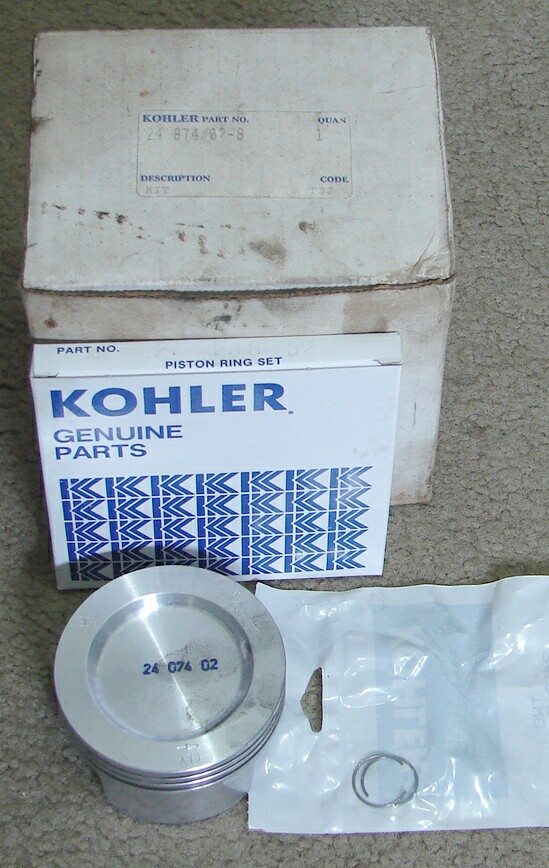 KOHLER PART NO. QUAN
24 874 02-S 1
DESCRIPTION CODE
KIT
PART NO.
PISTON RING SET
KOHLER
GENUINE
PARTS
24 074 02